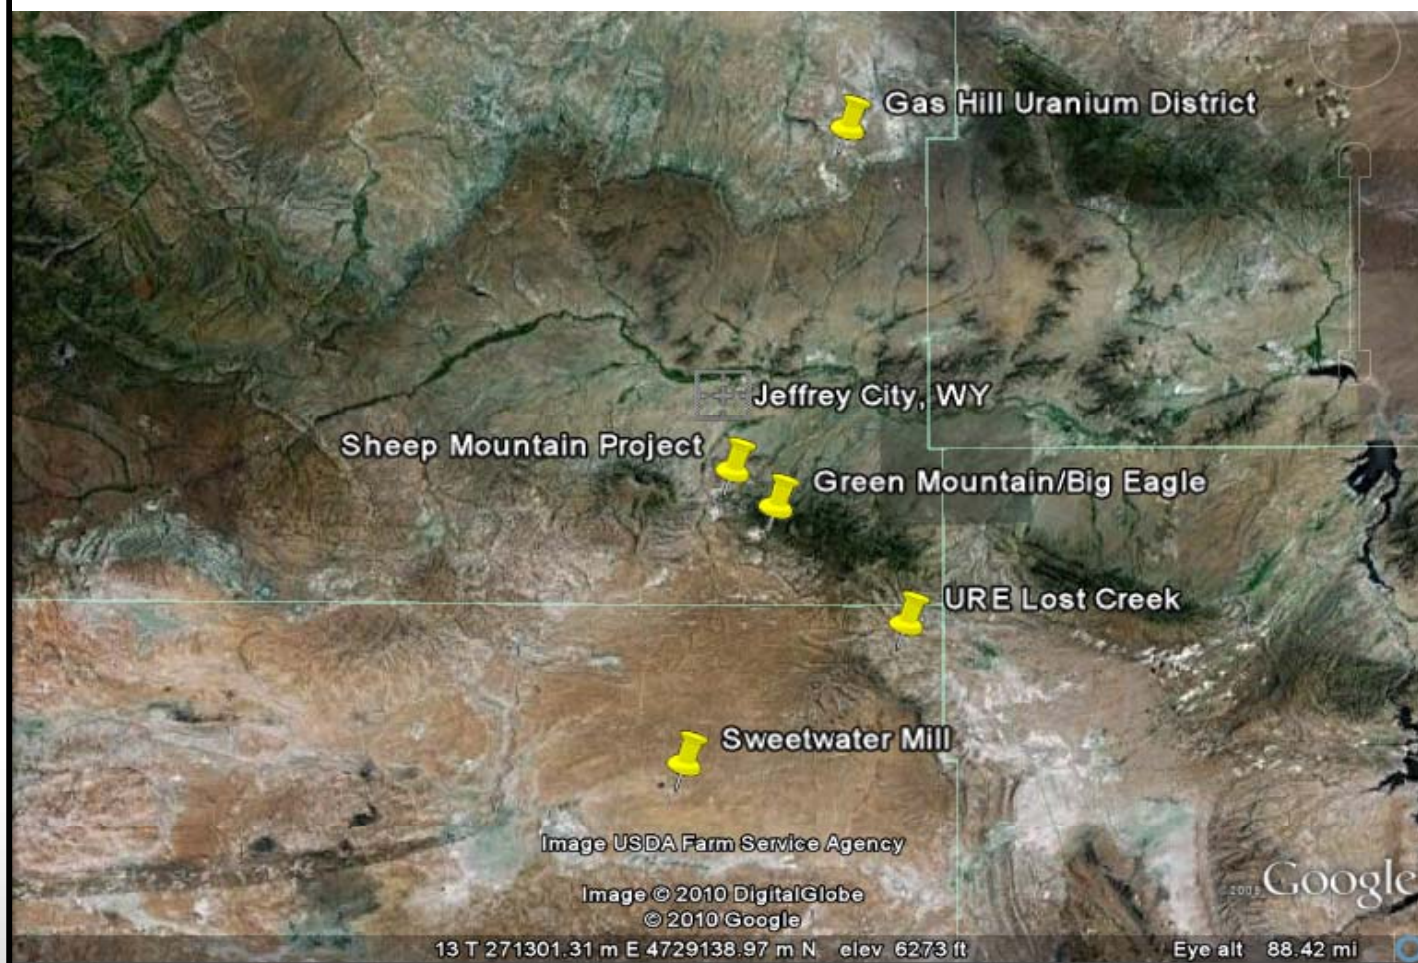 Gas Hill Uranium District
Jeffrey City, WY
Sheep Mountain Project
Green Mountain/Big Eagle
URE Lost Creek
Sweetwater Mill
Image USDA Farm Service Agency
Image © 2010 DigitalGlobe
© 2010 Google
Google
13 T 271301.31 m E 4729138.97 m N elev 6273 ft
Eye alt 88.42 mi